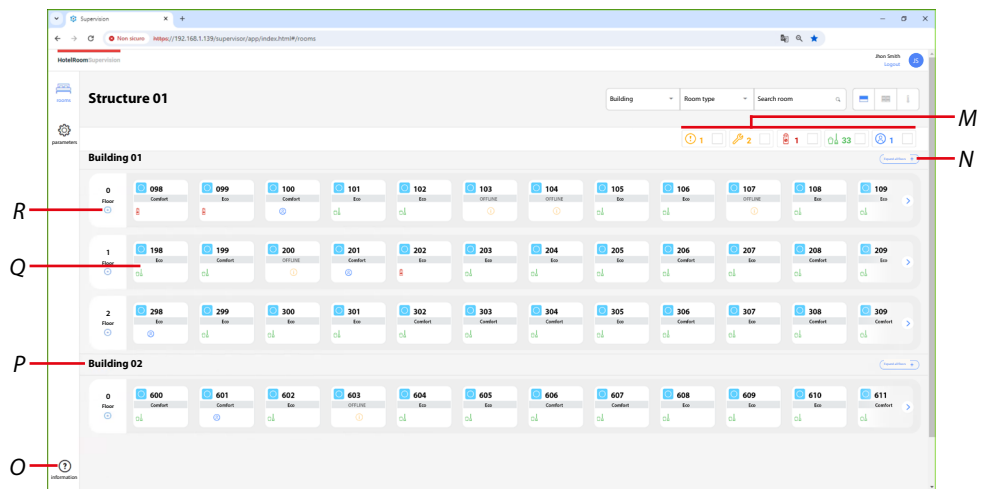 Supervision
Non sicuro https://192.168.1.139/supervisor/app/index.html#/rooms
HotelRoomSupervision
Jhon Smith
Logout
JS
rooms
Structure 01
Building Room type Search room
parameters
M
1 2 1 33 1
Building 01
N
R
0 Floor
098 Comfort
099 Eco
100 Comfort
101 Eco
102 Eco
103 OFFLINE
104 OFFLINE
105 Eco
106 Eco
107 OFFLINE
108 Eco
109 Eco
Q
1 Floor
198 Eco
199 Comfort
200 OFFLINE
201 Comfort
202 Eco
203 Eco
204 Eco
205 Eco
206 Comfort
207 Eco
208 Comfort
209 Eco
2 Floor
298 Eco
299 Comfort
300 Eco
301 Eco
302 Comfort
303 Comfort
304 Comfort
305 Eco
306 Comfort
307 Eco
308 Comfort
309 Comfort
P
Building 02
0 Floor
600 Comfort
601 Comfort
602 Eco
603 OFFLINE
604 Eco
605 Eco
606 Comfort
607 Comfort
608 Eco
609 Eco
610 Eco
611 Comfort
O
information